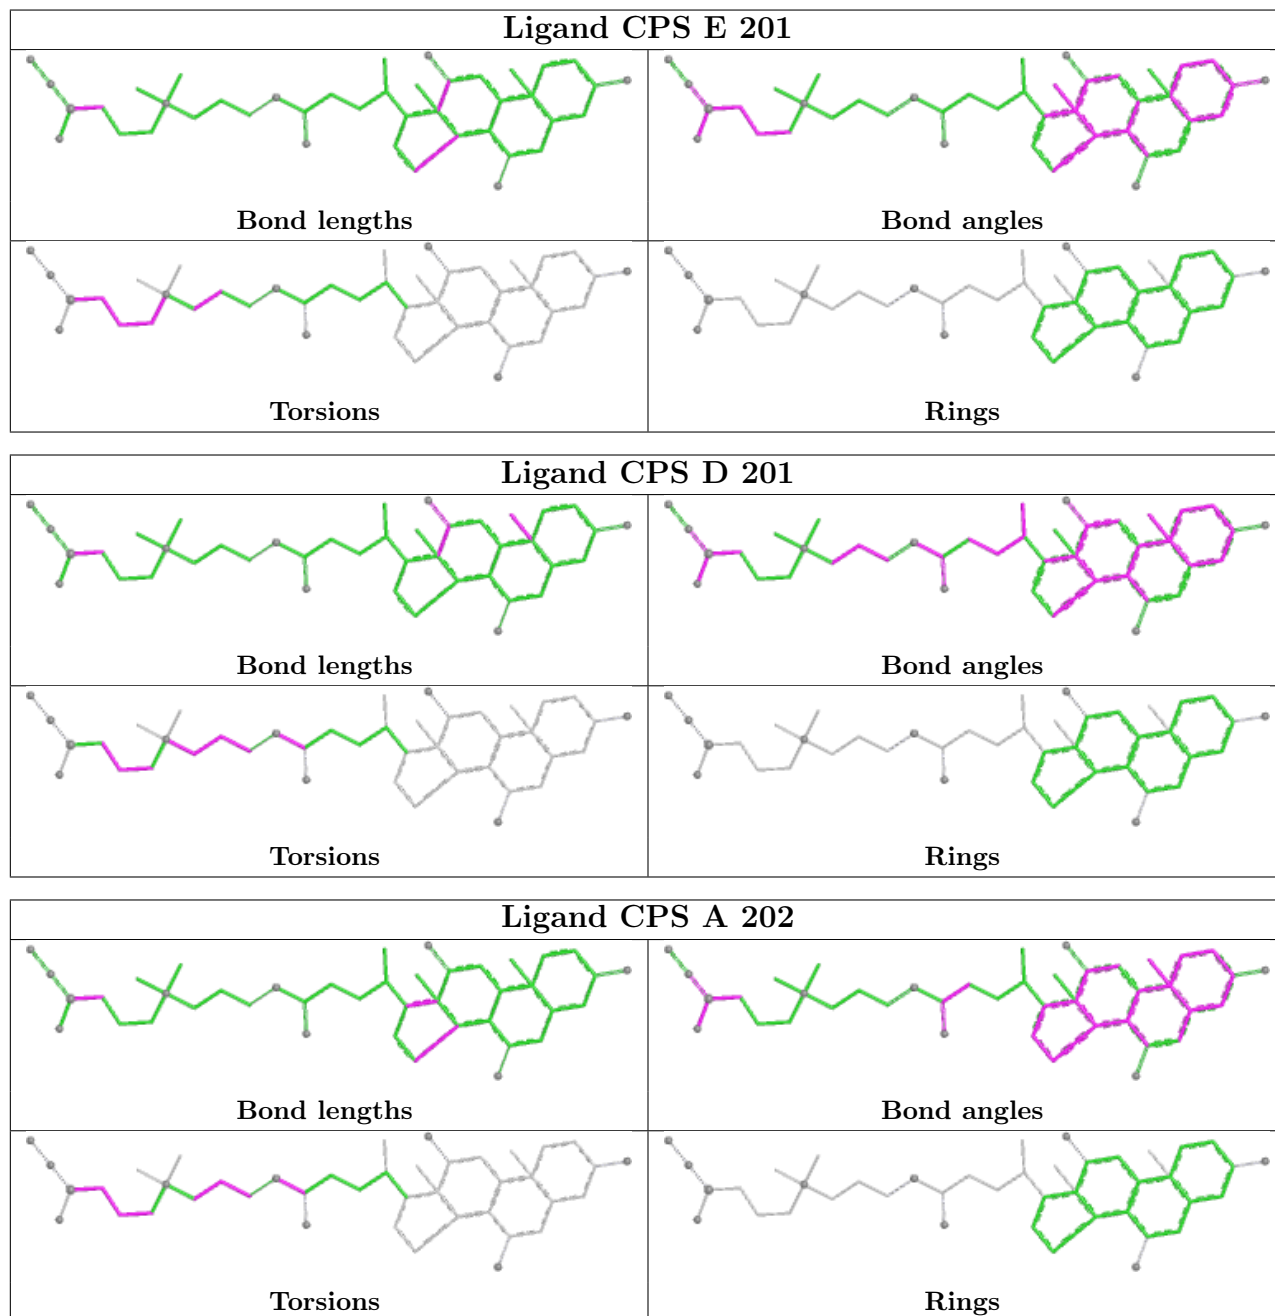 Ligand CPS E 201
Bond lengths
Bond angles
Torsions
Rings
Ligand CPS D 201
Bond lengths
Bond angles
Torsions
Rings
Ligand CPS A 202
Bond lengths
Bond angles
Torsions
Rings